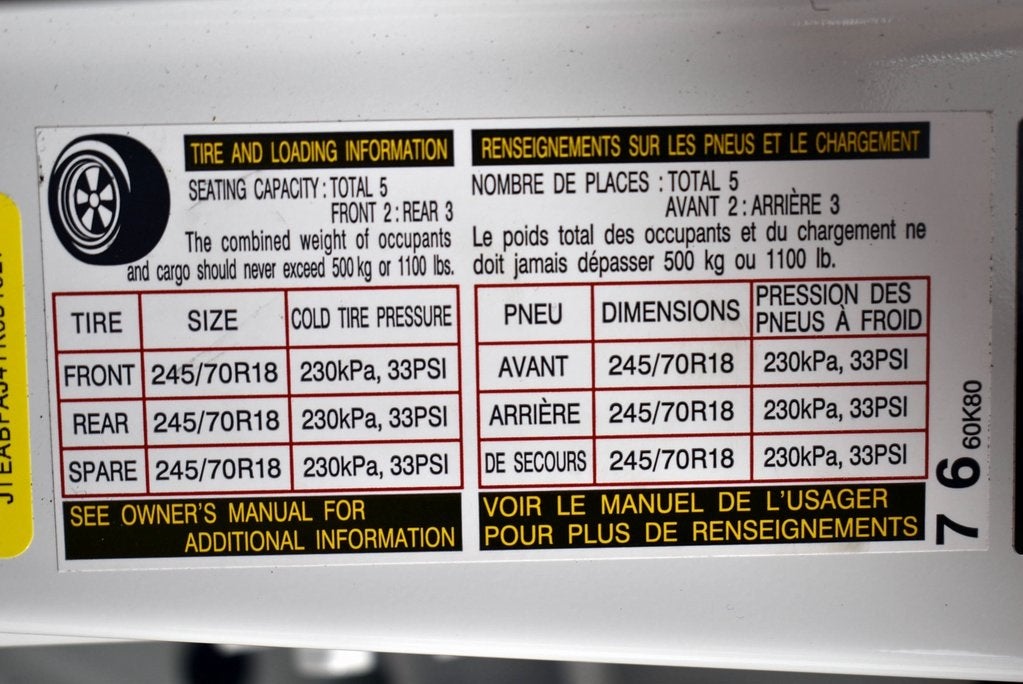 TIRE AND LOADING INFORMATION
SEATING CAPACITY : TOTAL 5
FRONT 2 : REAR 3
The combined weight of occupants
and cargo should never exceed 500 kg or 1100 lbs.
TIRE SIZE COLD TIRE PRESSURE
FRONT 245/70R18 230kPa, 33PSI
REAR 245/70R18 230kPa, 33PSI
SPARE 245/70R18 230kPa, 33PSI
SEE OWNER'S MANUAL FOR
ADDITIONAL INFORMATION
RENSEIGNEMENTS SUR LES PNEUS ET LE CHARGEMENT
NOMBRE DE PLACES : TOTAL 5
AVANT 2 : ARRIÈRE 3
Le poids total des occupants et du chargement ne
doit jamais dépasser 500 kg ou 1100 lb.
PNEU DIMENSIONS PRESSION DES
PNEUS À FROID
AVANT 245/70R18 230kPa, 33PSI
ARRIÈRE 245/70R18 230kPa, 33PSI
DE SECOURS 245/70R18 230kPa, 33PSI
VOIR LE MANUEL DE L'USAGER
POUR PLUS DE RENSEIGNEMENTS
7 6 60K80